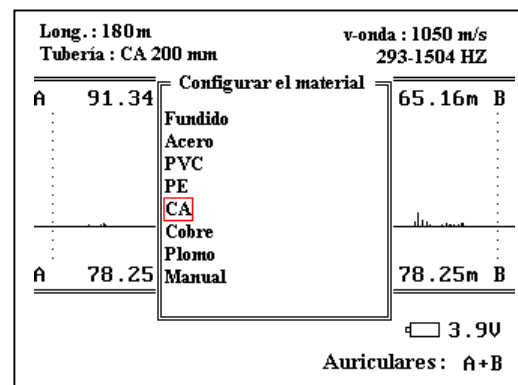 Long.: 180m v-onda : 1050 m/s
Tubería : CA 200 mm 293-1504 HZ
Configurar el material
A 91.34 65.16m B
Fundido
Acero
PVC
PE
CA
Cobre
Plomo
A 78.25 Manual 78.25m B
3.9V
Auriculares: A+B